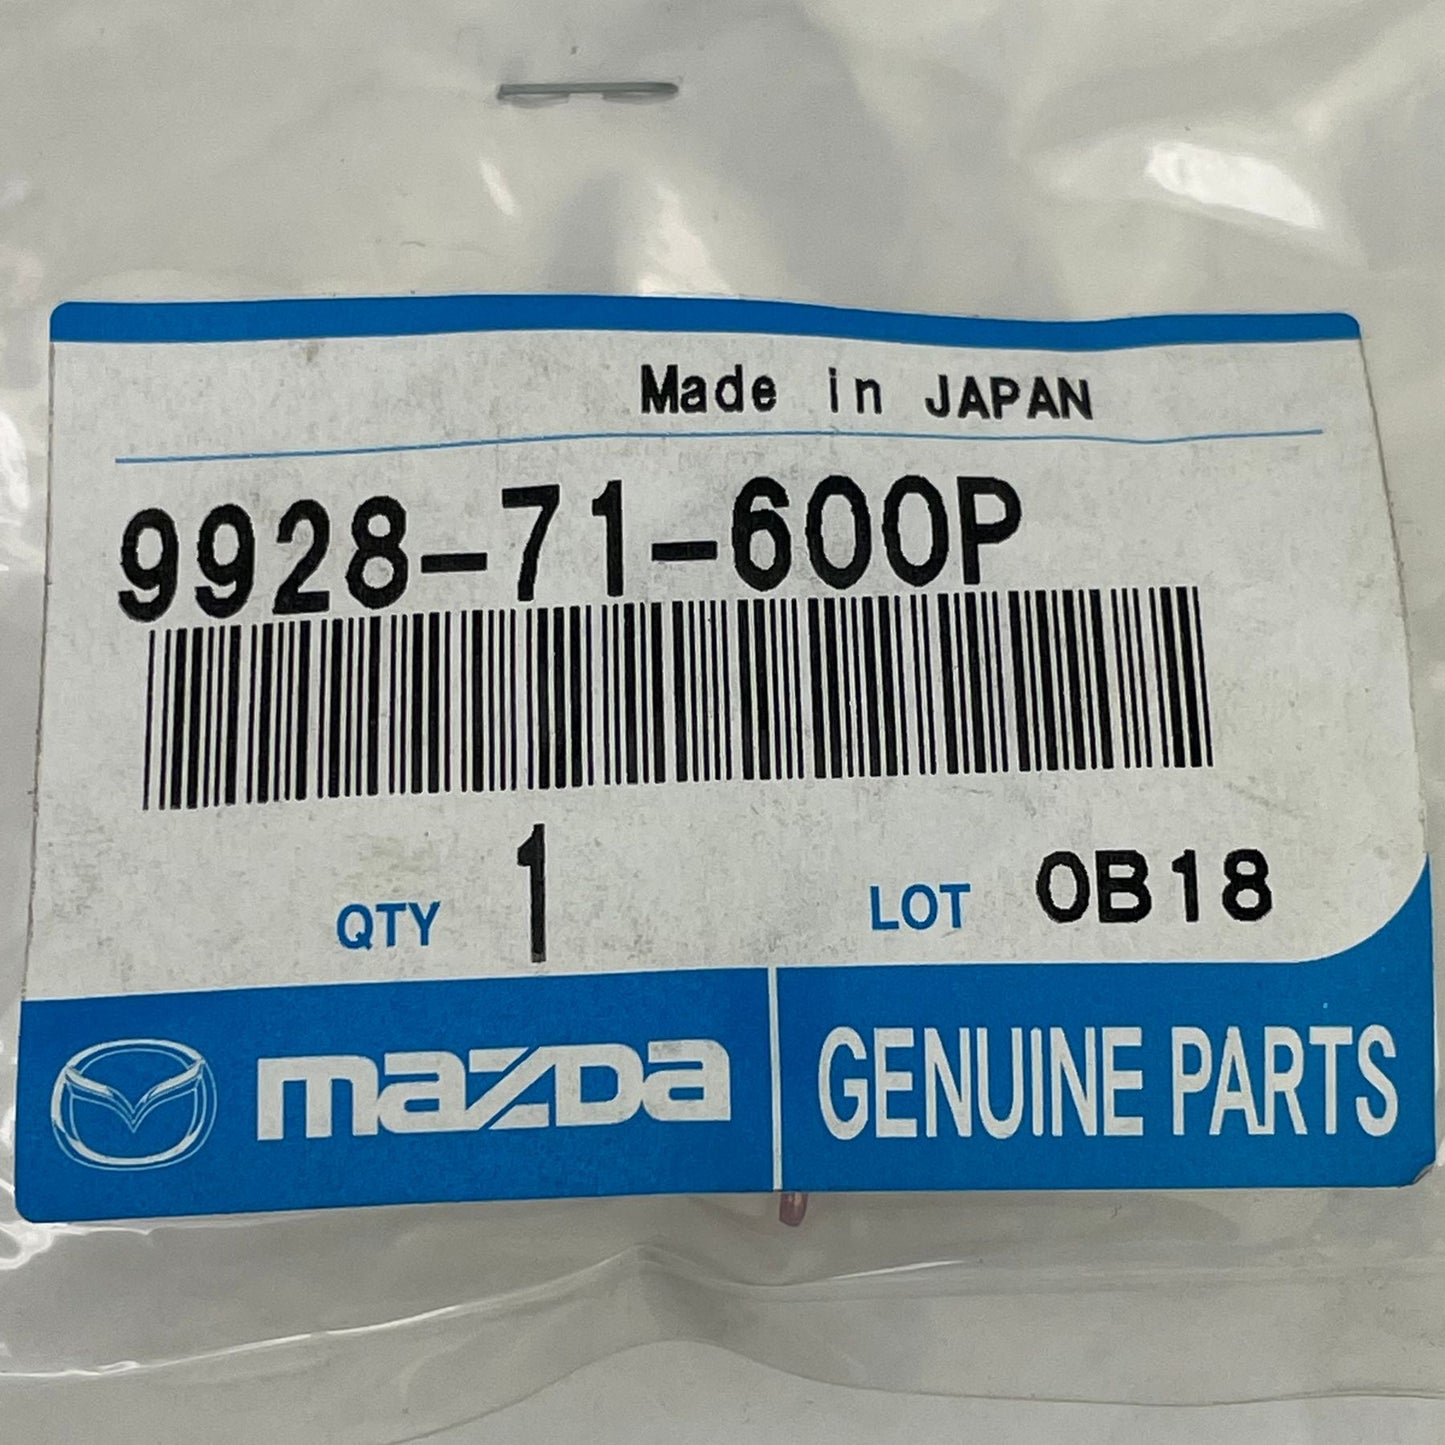 Made in JAPAN
9928-71-600P
QTY 1 LOT 0B18
mazda GENUINE PARTS